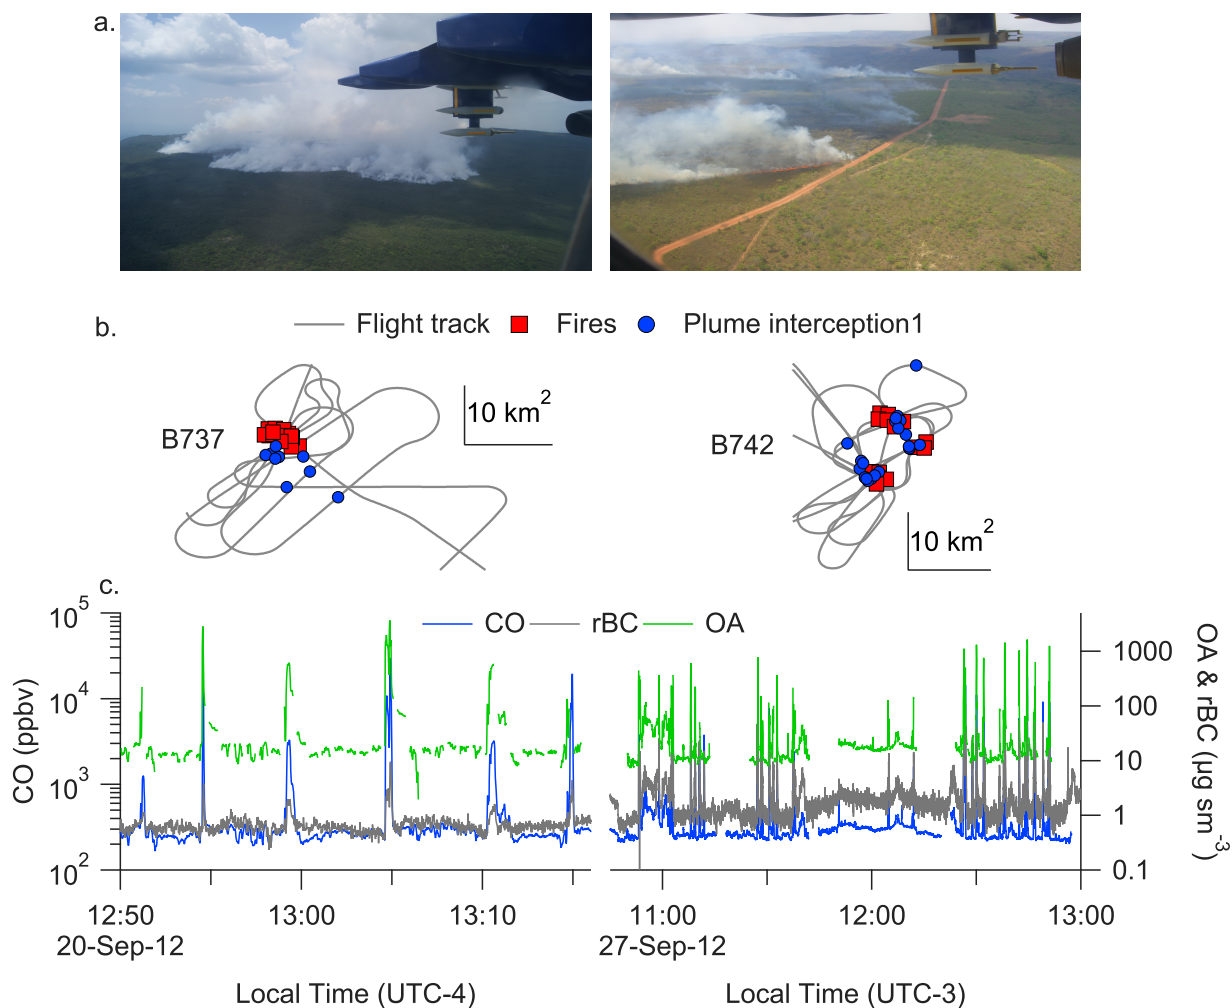 a.
b.
Flight track Fires Plume interception1
B737 10 km2
B742 10 km2
c.
CO rBC OA
CO (ppbv)
10^5
10^4
10^3
10^2
OA & rBC (µg sm-3)
1000
100
10
1
0.1
12:50 13:00 13:10 11:00 12:00 13:00
20-Sep-12 27-Sep-12
Local Time (UTC-4) Local Time (UTC-3)